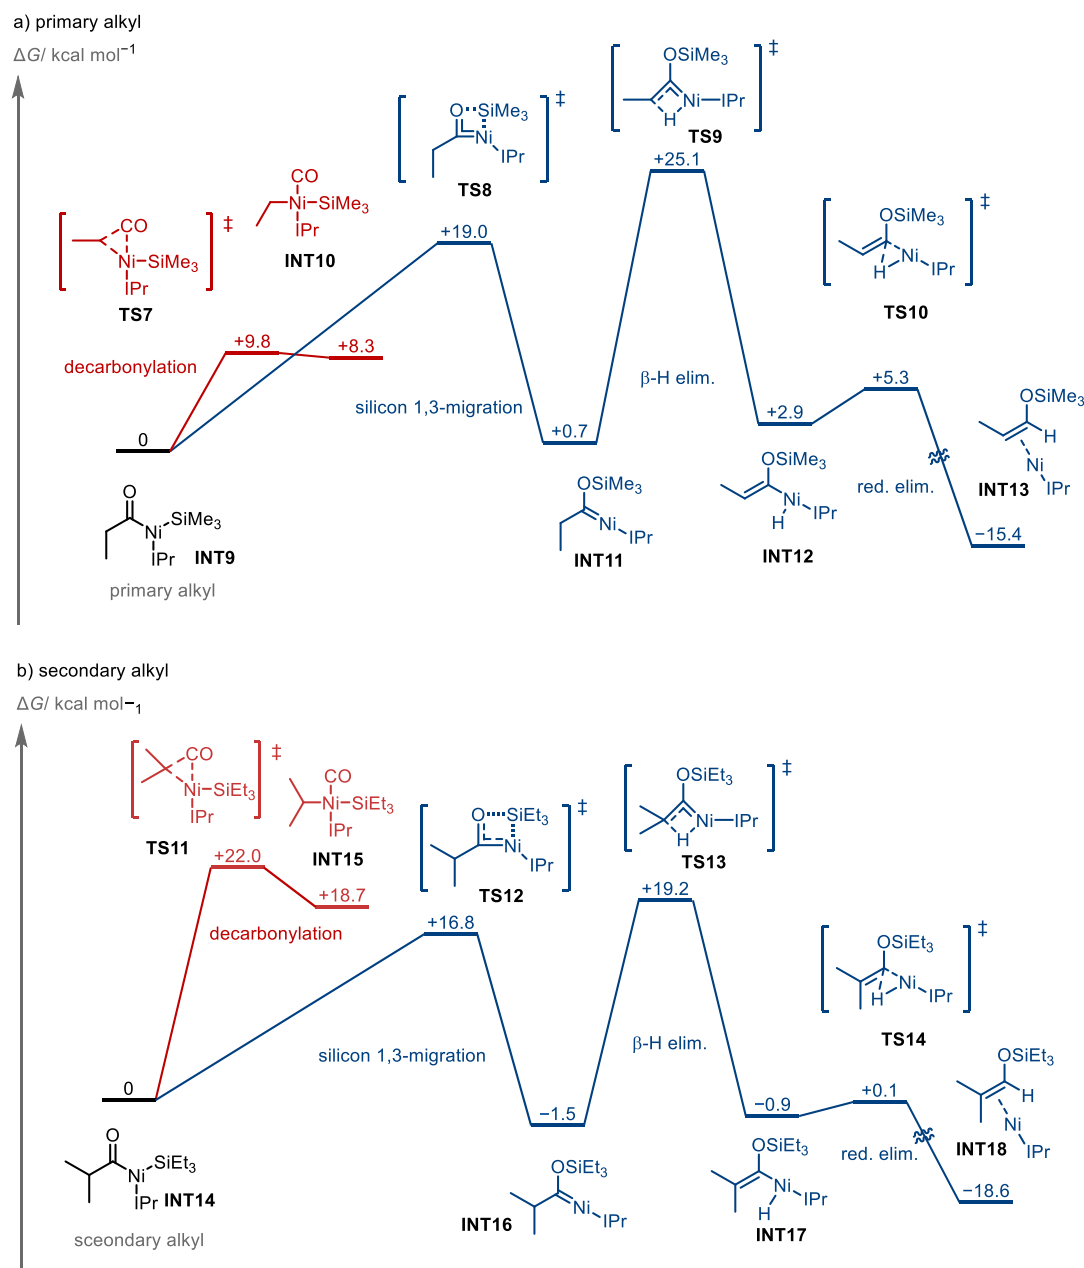 a) primary alkyl
ΔG/ kcal mol−1
OSiMe3
Ni
IPr
H
‡
TS9
+25.1
O
SiMe3
Ni
IPr
‡
TS8
+19.0
CO
Ni
SiMe3
IPr
INT10
CO
Ni
SiMe3
IPr
‡
TS7
OSiMe3
Ni
H
IPr
‡
TS10
decarbonylation
+9.8
+8.3
silicon 1,3-migration
β-H elim.
+5.3
0
+0.7
+2.9
OSiMe3
H
Ni
IPr
INT13
O
Ni
SiMe3
IPr
INT9
primary alkyl
OSiMe3
Ni
IPr
INT11
OSiMe3
Ni
H
IPr
INT12
red. elim.
−15.4
b) secondary alkyl
ΔG/ kcal mol−1
CO
Ni
SiEt3
IPr
‡
TS11
CO
Ni
SiEt3
IPr
INT15
O
SiEt3
Ni
IPr
‡
TS12
OSiEt3
Ni
IPr
H
‡
TS13
+22.0
+18.7
decarbonylation
+16.8
+19.2
OSiEt3
Ni
H
IPr
‡
TS14
silicon 1,3-migration
β-H elim.
0
−1.5
−0.9
+0.1
OSiEt3
H
Ni
IPr
INT18
O
Ni
SiEt3
IPr
INT14
sceondary alkyl
OSiEt3
Ni
IPr
INT16
OSiEt3
Ni
H
IPr
INT17
red. elim.
−18.6